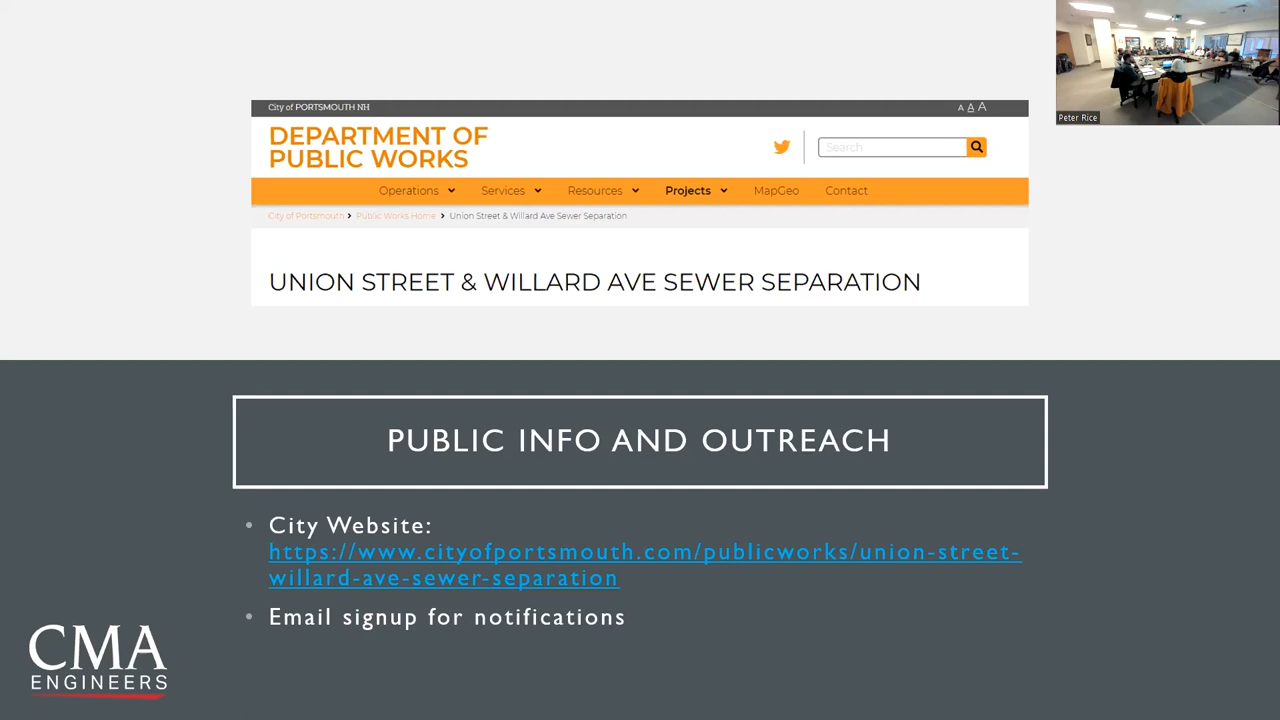 City of PORTSMOUTH NH
A A A
DEPARTMENT OF
PUBLIC WORKS
Search
Operations Services Resources Projects MapGeo Contact
City of Portsmouth Public Works Home Union Street & Willard Ave Sewer Separation
UNION STREET & WILLARD AVE SEWER SEPARATION
Peter Rice
PUBLIC INFO AND OUTREACH
• City Website:
https://www.cityofportsmouth.com/publicworks/union-street-
willard-ave-sewer-separation
• Email signup for notifications
CMA
ENGINEERS